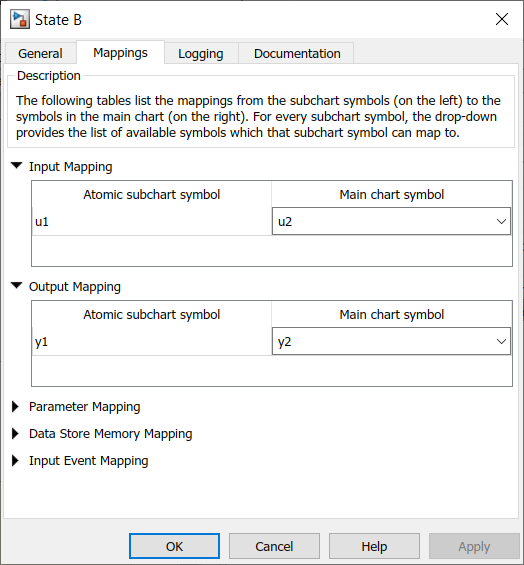 State B
General Mappings Logging Documentation
Description
The following tables list the mappings from the subchart symbols (on the left) to the
symbols in the main chart (on the right). For every subchart symbol, the drop-down
provides the list of available symbols which that subchart symbol can map to.
Input Mapping
Atomic subchart symbol Main chart symbol
u1 u2
Output Mapping
Atomic subchart symbol Main chart symbol
y1 y2
Parameter Mapping
Data Store Memory Mapping
Input Event Mapping
OK Cancel Help Apply